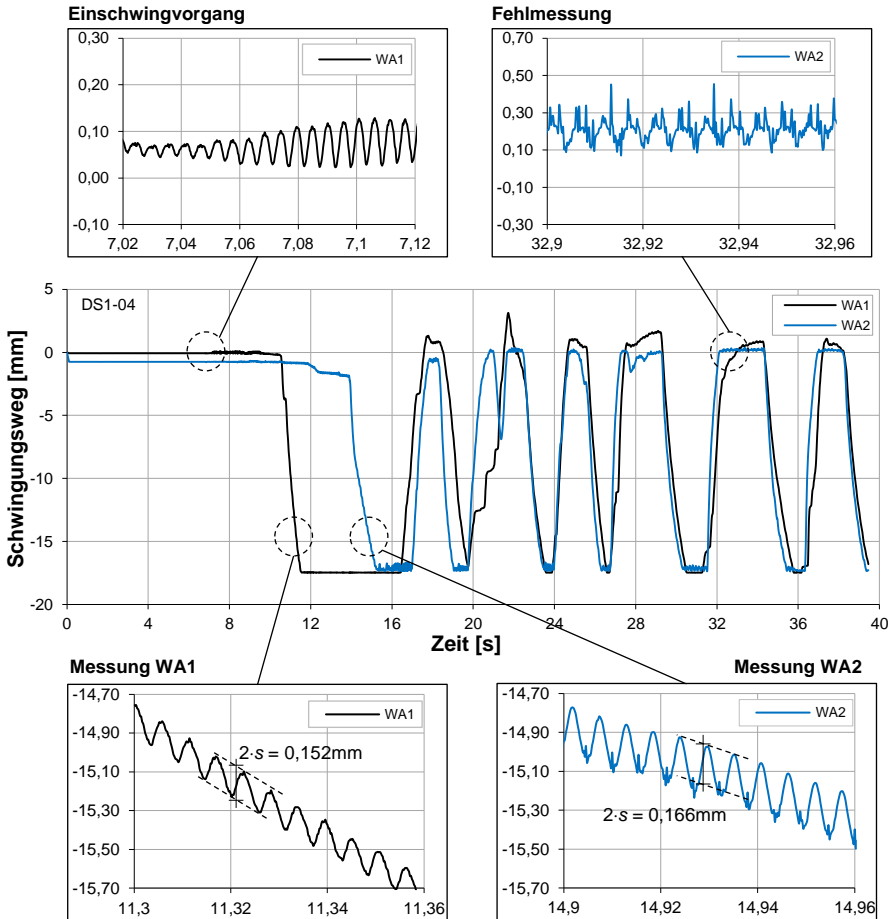 Einschwingvorgang
0,30
0,20
0,10
0,00
-0,10
7,02 7,04 7,06 7,08 7,1 7,12
WA1
Fehlmessung
0,70
0,50
0,30
0,10
-0,10
-0,30
32,9 32,92 32,94 32,96
WA2
DS1-04
WA1
WA2
Schwingungsweg [mm]
5
0
-5
-10
-15
-20
0 4 8 12 16 20 24 28 32 36 40
Zeit [s]
Messung WA1
-14,70
-14,90
-15,10
-15,30
-15,50
-15,70
11,3 11,32 11,34 11,36
WA1
2·s = 0,152mm
Messung WA2
-14,70
-14,90
-15,10
-15,30
-15,50
-15,70
14,9 14,92 14,94 14,96
WA2
2·s = 0,166mm